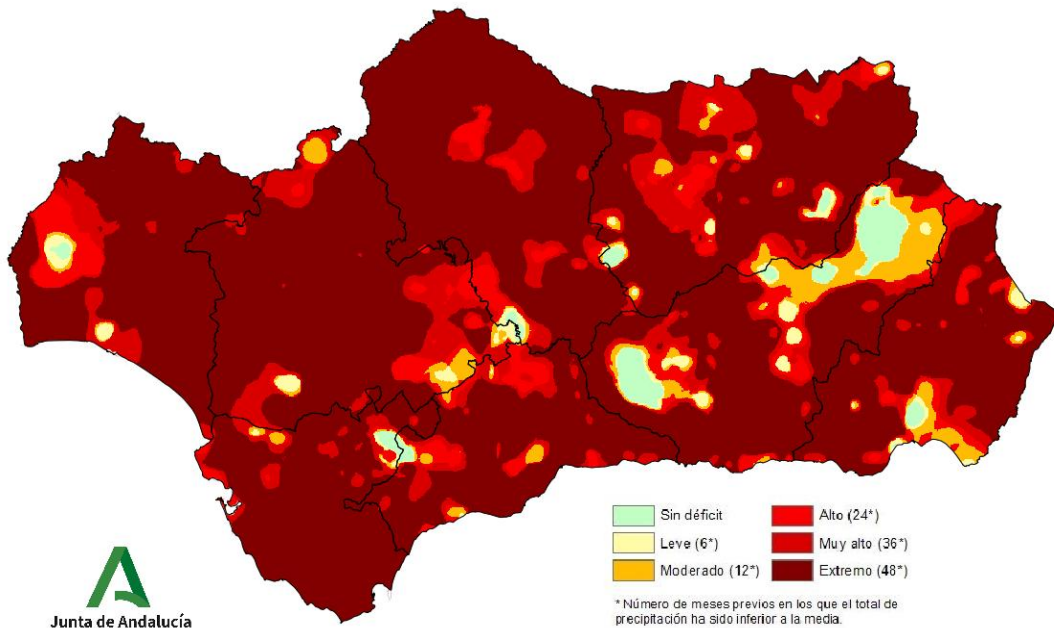 Sin déficit
Leve (6*)
Moderado (12*)
Alto (24*)
Muy alto (36*)
Extremo (48*)
* Número de meses previos en los que el total de
precipitación ha sido inferior a la media.
Junta de Andalucía